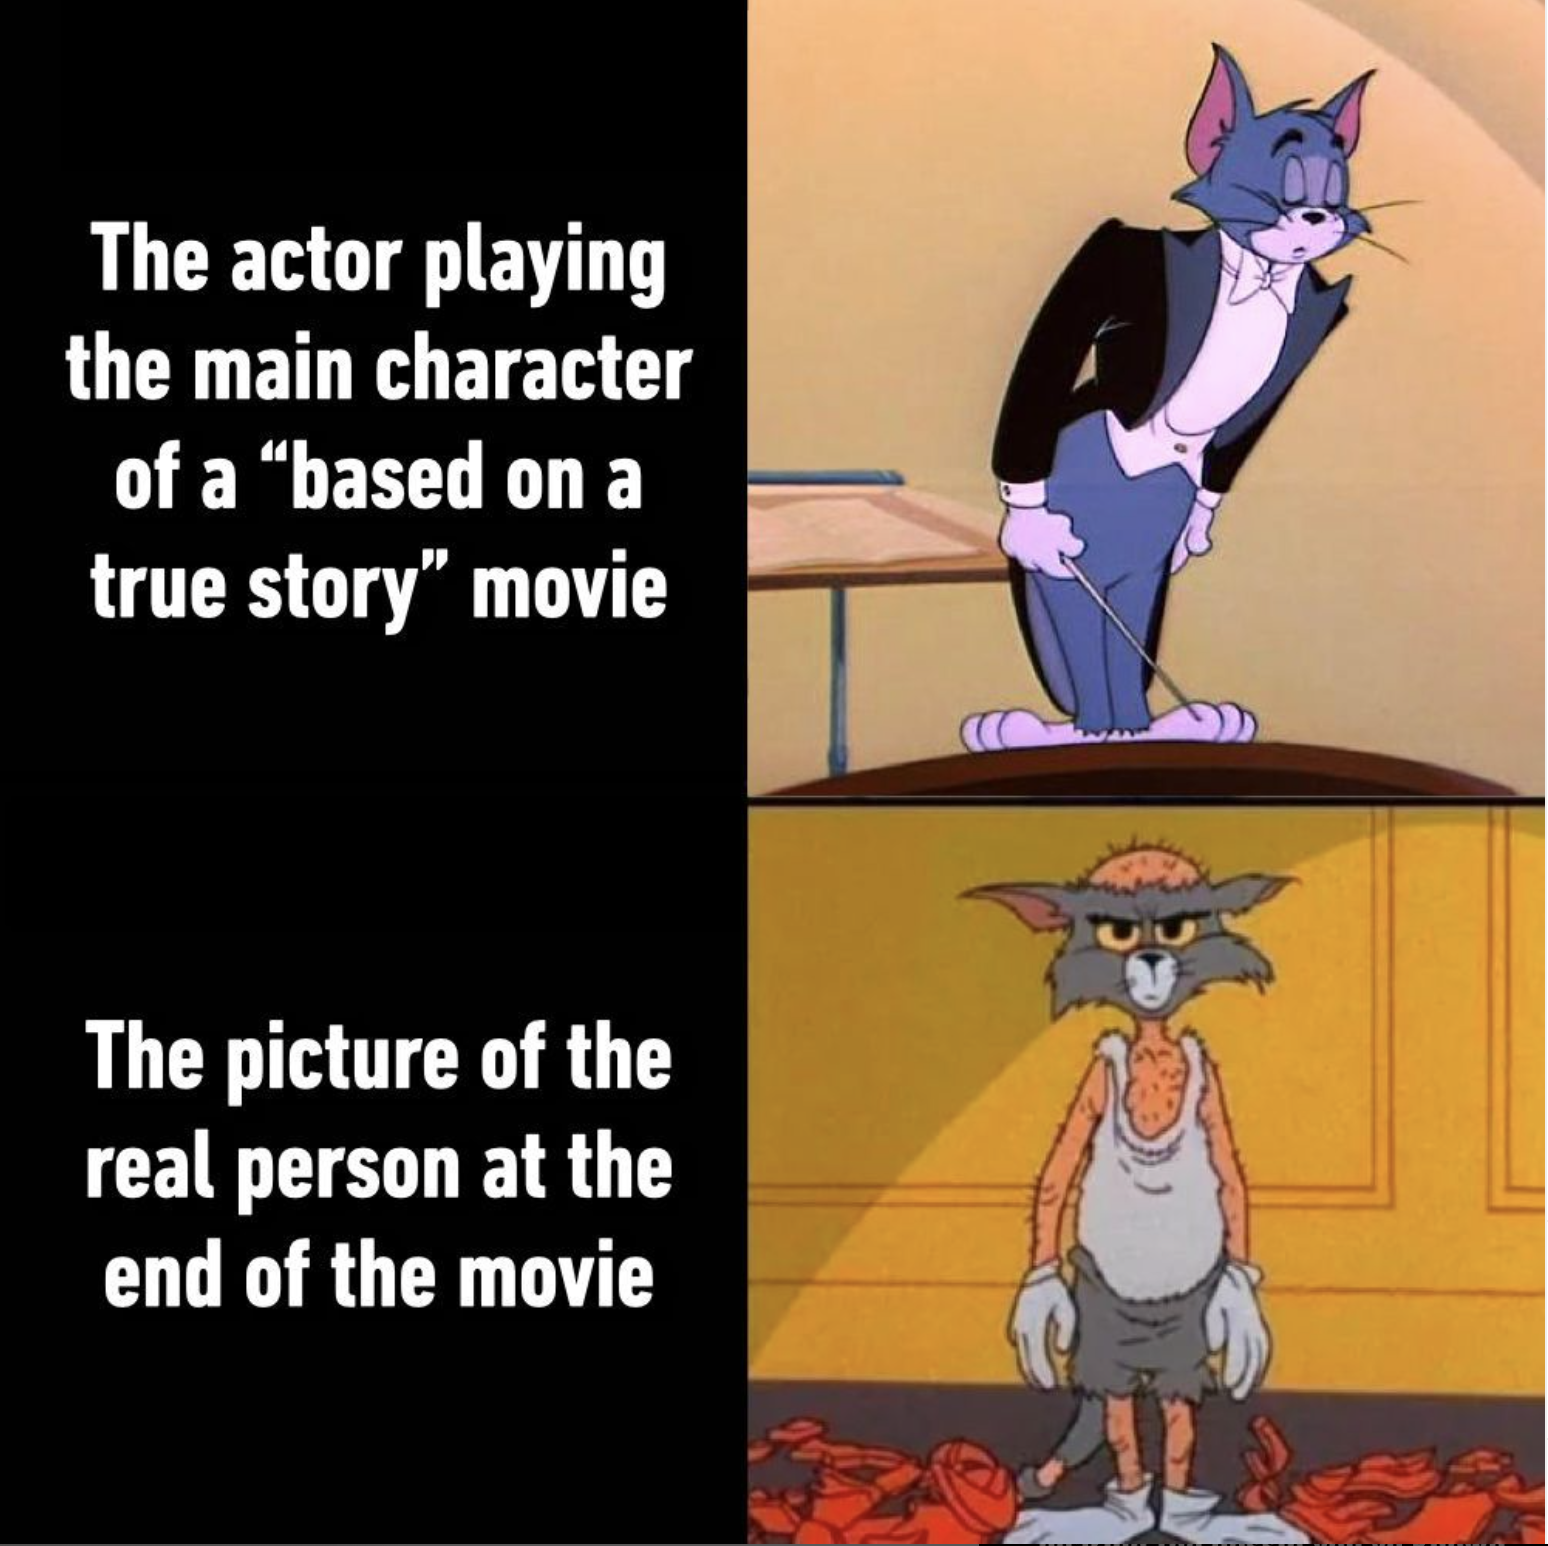 The actor playing
the main character
of a “based on a
true story” movie
The picture of the
real person at the
end of the movie